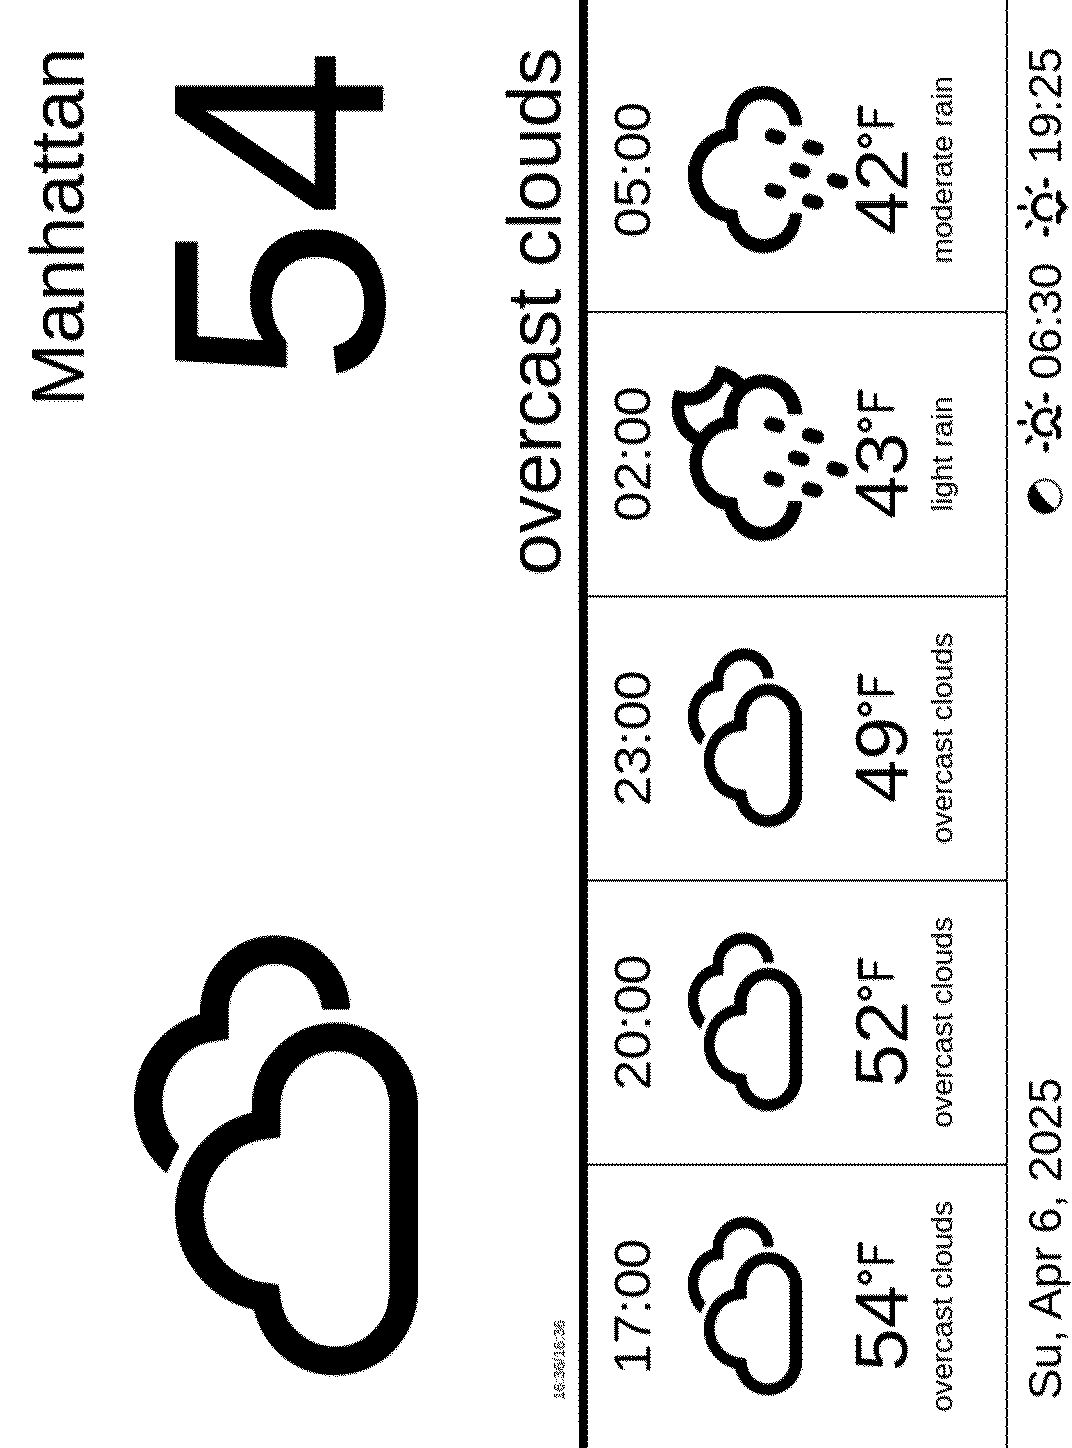 Manhattan
54
overcast clouds
16:36/16:36
17:00 20:00 23:00 02:00 05:00
54°F 52°F 49°F 43°F 42°F
overcast clouds overcast clouds overcast clouds light rain moderate rain
Su, Apr 6, 2025 06:30 19:25